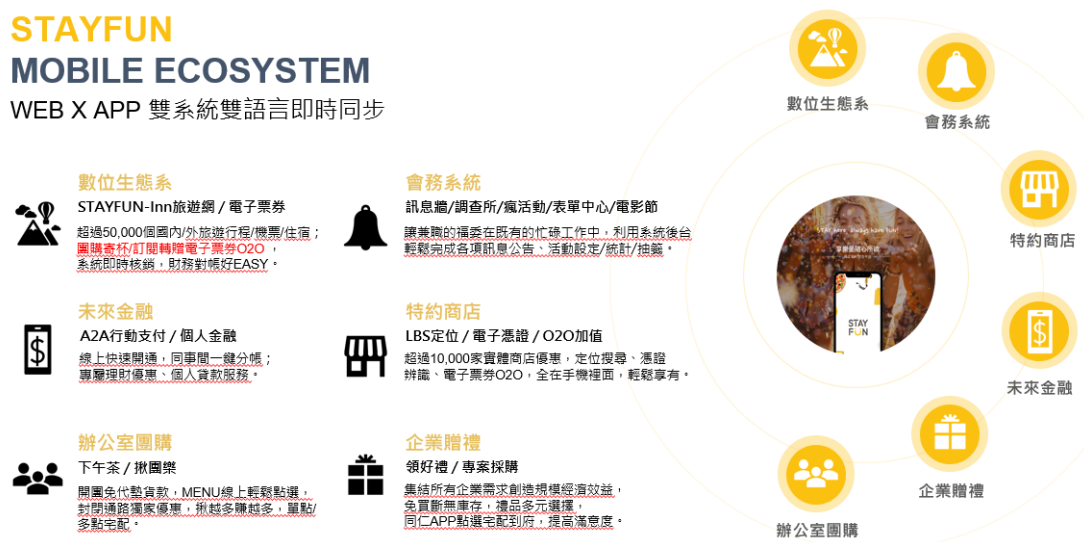 STAYFUN
MOBILE ECOSYSTEM
WEB X APP 雙系統雙語言即時同步
數位生態系
STAYFUN-Inn旅遊網 / 電子票券
超過50,000個國內/外旅遊行程/機票/住宿；
團購寄杯/訂閱轉贈電子票券O2O，
系統即時核銷，財務對帳好EASY。
會務系統
訊息牆/調查所/瘋活動/表單中心/電影節
讓兼職的福委在既有的忙碌工作中，利用系統後台
輕鬆完成各項訊息公告、活動設定/統計/抽籤。
未來金融
A2A行動支付 / 個人金融
線上快速開通，同事間一鍵分帳；
專屬理財優惠、個人貸款服務。
特約商店
LBS定位 / 電子憑證 / O2O加值
超過10,000家實體商店優惠，定位搜尋、憑證
辨識、電子票券O2O，全在手機裡面，輕鬆享有。
辦公室團購
下午茶 / 揪團樂
開團免代墊貨款，MENU線上輕鬆點選，
封閉通路獨家優惠，揪越多賺越多，單點/
多點宅配。
企業贈禮
領好禮 / 專案採購
集結所有企業需求創造規模經濟效益，
免買斷無庫存，禮品多元選擇，
同仁APP點選宅配到府，提高滿意度。
數位生態系
會務系統
特約商店
未來金融
企業贈禮
辦公室團購
STAY here, always have fun!
STAY
FUN